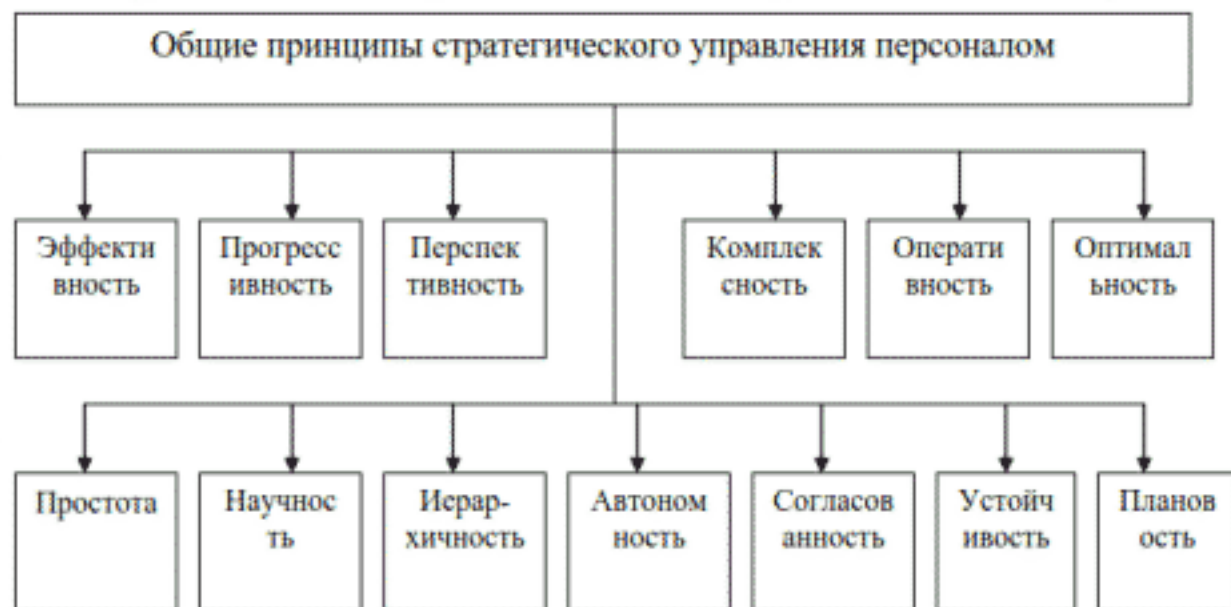 Общие принципы стратегического управления персоналом
Эффекти
вность
Прогресс
ивность
Перспек
тивность
Комплек
сность
Операти
вность
Оптимал
ьность
Простота
Научнос
ть
Иерар-
хичность
Автоном
ность
Согласов
анность
Устойч
ивость
Планов
ость